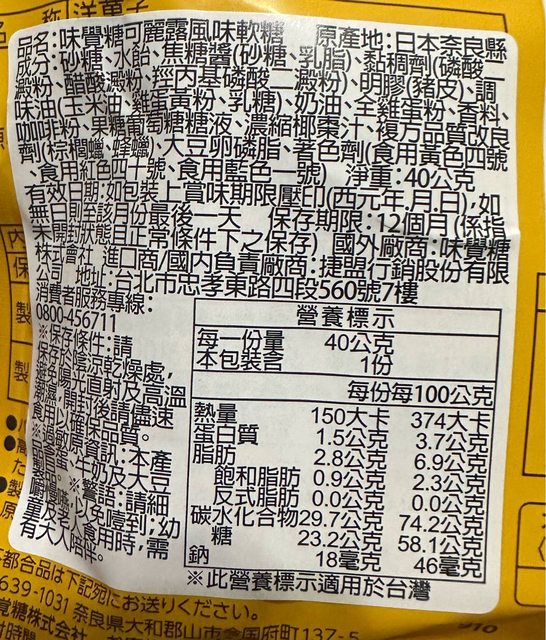 称 洋菓子
品名:味覺糖可麗露風味軟糖 原產地:日本奈良縣
成分:砂糖、水飴、焦糖醬(砂糖、乳脂)、黏稠劑(磷酸二
澱粉、醋酸澱粉、羥丙基磷酸二澱粉)、明膠(豬皮)、調
味油(玉米油、雞蛋黃粉、乳糖)、奶油、全雞蛋粉、香料、
咖啡粉、果糖葡萄糖糖液、濃縮椰棗汁、複方品質改良
劑(棕櫚蠟、蜂蠟)、大豆卵磷脂、著色劑(食用黃色四號
、食用紅色四十號、食用藍色一號) 淨重:40公克
有效日期:如包裝上賞味期限壓印(西元年.月.日),如
無日則至該月份最後一天 保存期限:12個月(係指
未開封狀態且正常條件下之保存) 國外廠商:味覺糖
株式會社 進口商/國內負責廠商:捷盟行銷股份有限
公司 地址:台北市忠孝東路四段560號7樓
消費者服務專線:
0800-456711
※保存條件:請
保存於陰涼乾燥處,
避免陽光直射及高溫
潮濕,開封後請儘速
食用以確保品質。
※過敏原資訊:本產
品含蛋、牛奶及大豆
。※警語:請細
嚼慢嚥,以免噎到;幼
童及老人食用時,需
有大人陪伴。
營養標示
每一份量 40公克
本包裝含 1份
每份 每100公克
熱量 150大卡 374大卡
蛋白質 1.5公克 3.7公克
脂肪 2.8公克 6.9公克
飽和脂肪 0.9公克 2.3公克
反式脂肪 0.0公克 0.0公克
碳水化合物 29.7公克 74.2公克
糖 23.2公克 58.1公克
鈉 18毫克 46毫克
※此營養標示適用於台灣
都合品は下記宛にお送りください。
639-1031 奈良県大和郡山市今国府町137-5
覚糖株式会社